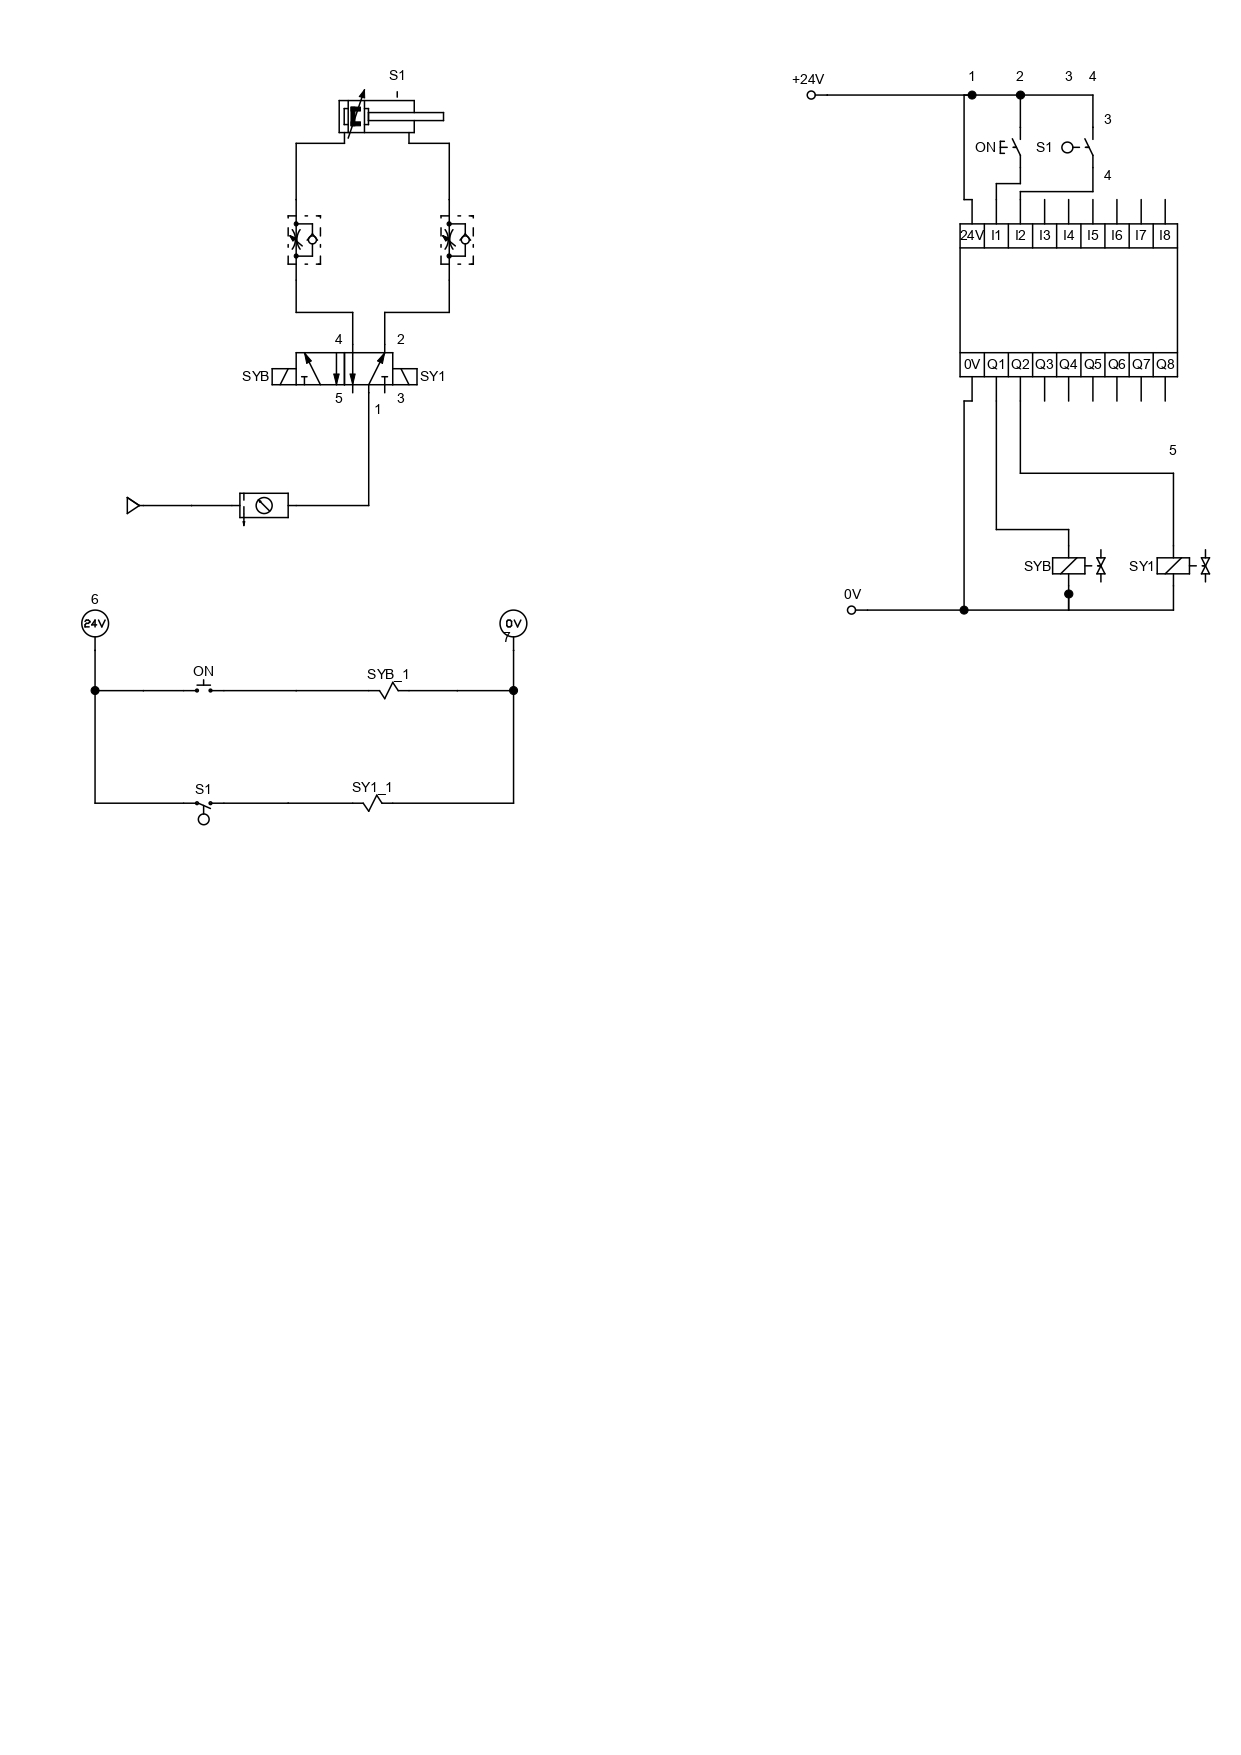 S1
4
2
SYB
SY1
5
1
3
+24V
1
2
3
4
3
ON
S1
4
24V I1 I2 I3 I4 I5 I6 I7 I8
0V Q1 Q2 Q3 Q4 Q5 Q6 Q7 Q8
5
SYB
SY1
0V
6
24V
0V
7
ON
SYB_1
S1
SY1_1